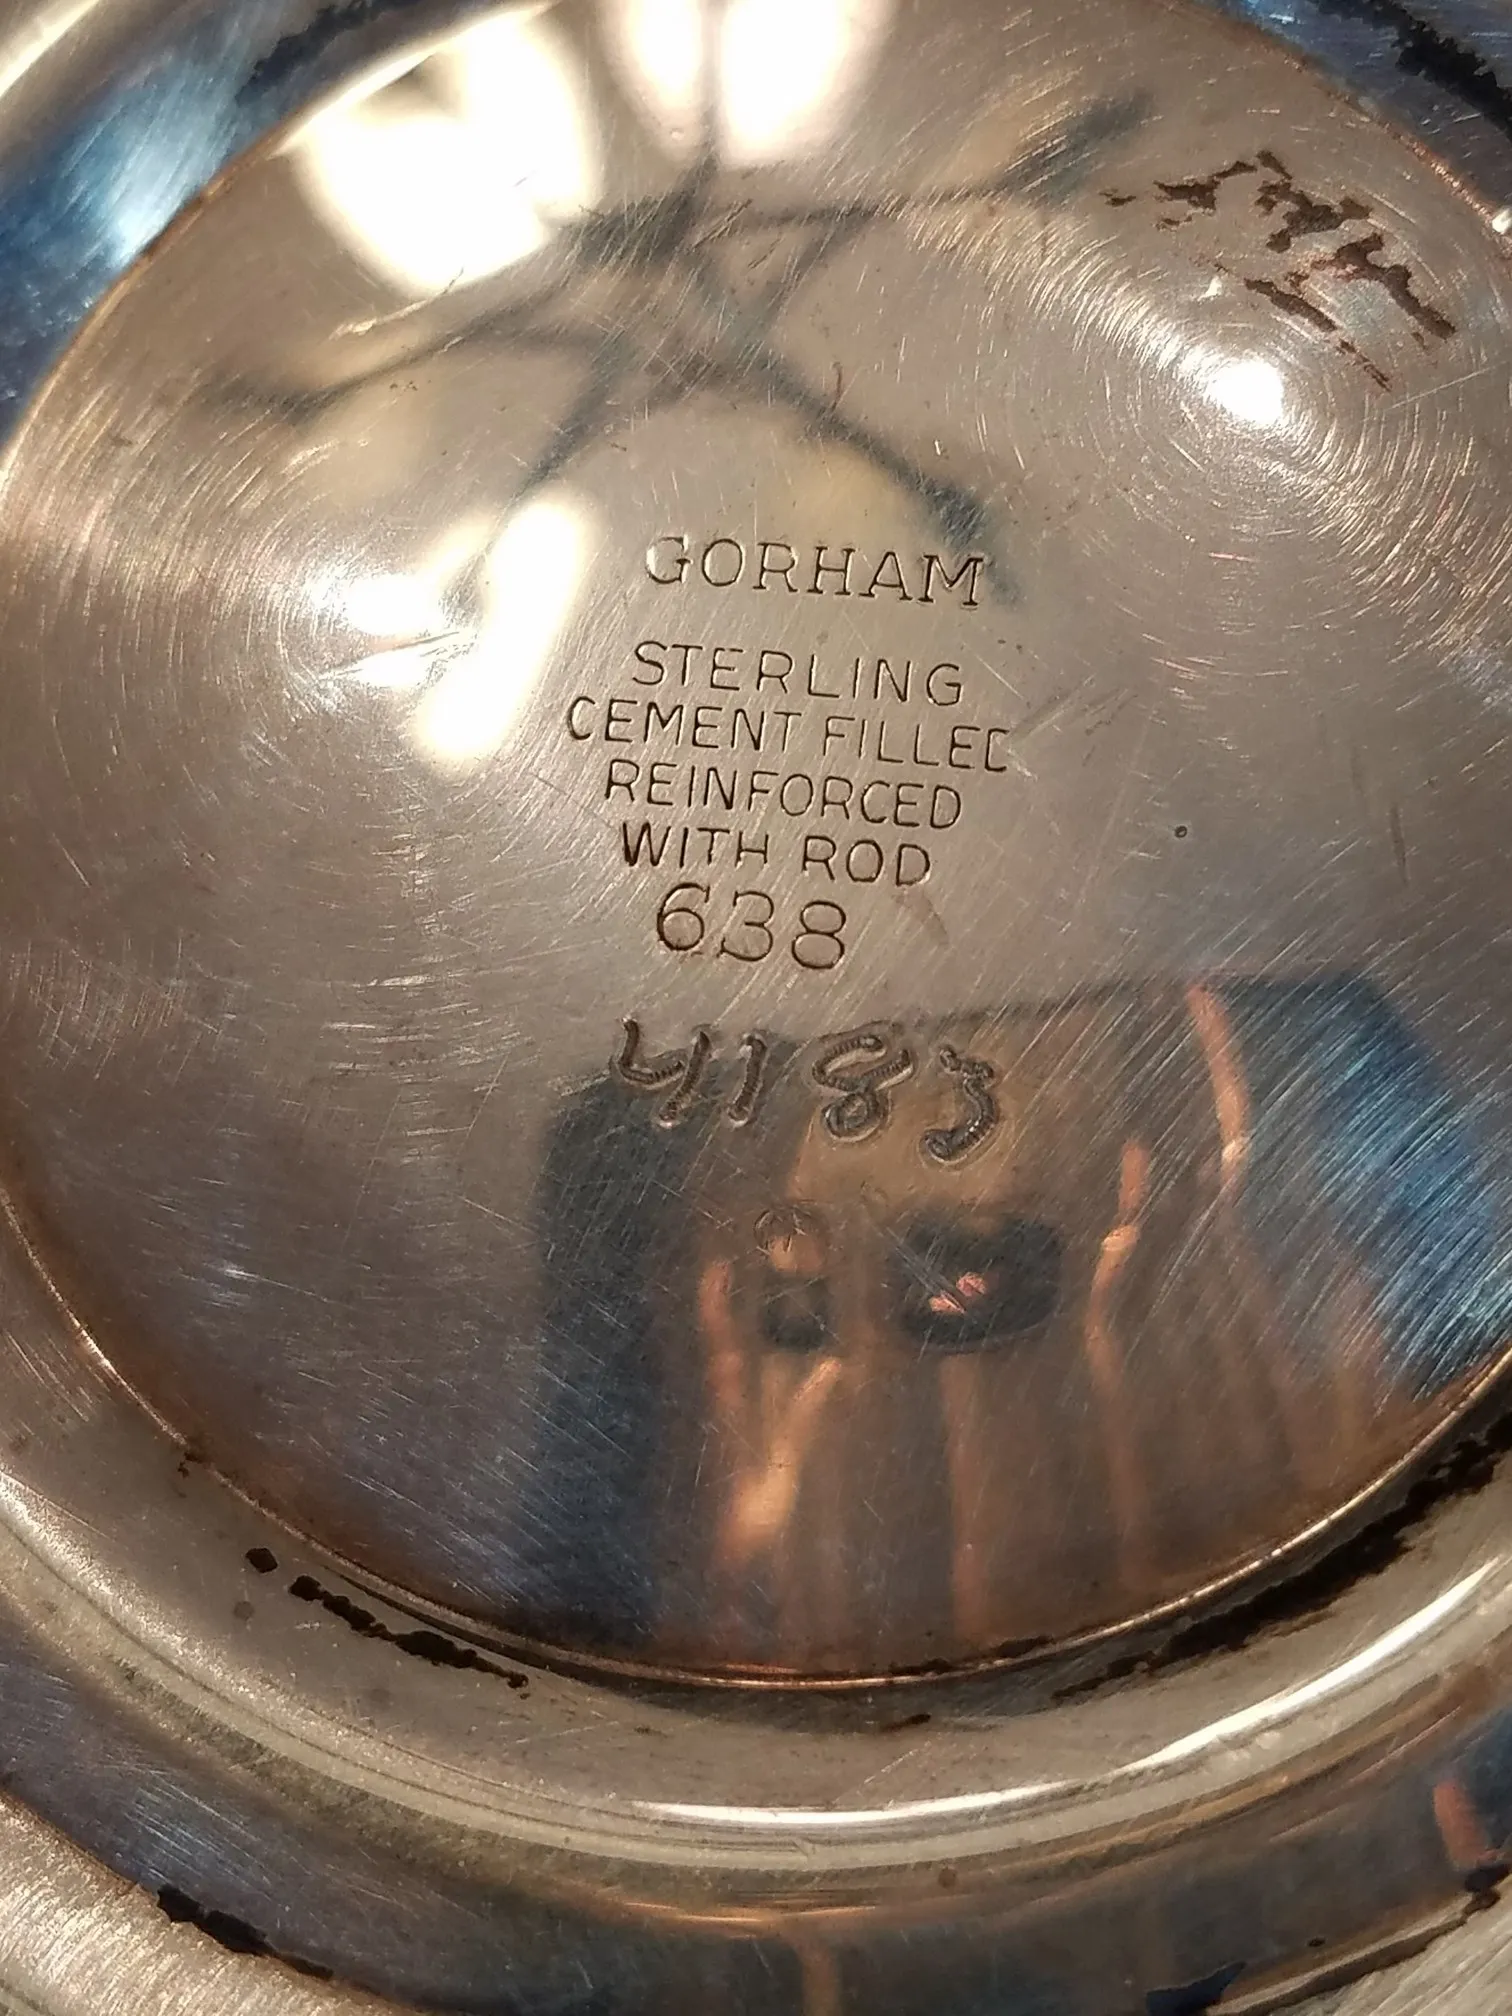 GORHAM
STERLING
CEMENT FILLED
REINFORCED
WITH ROD
638
4183